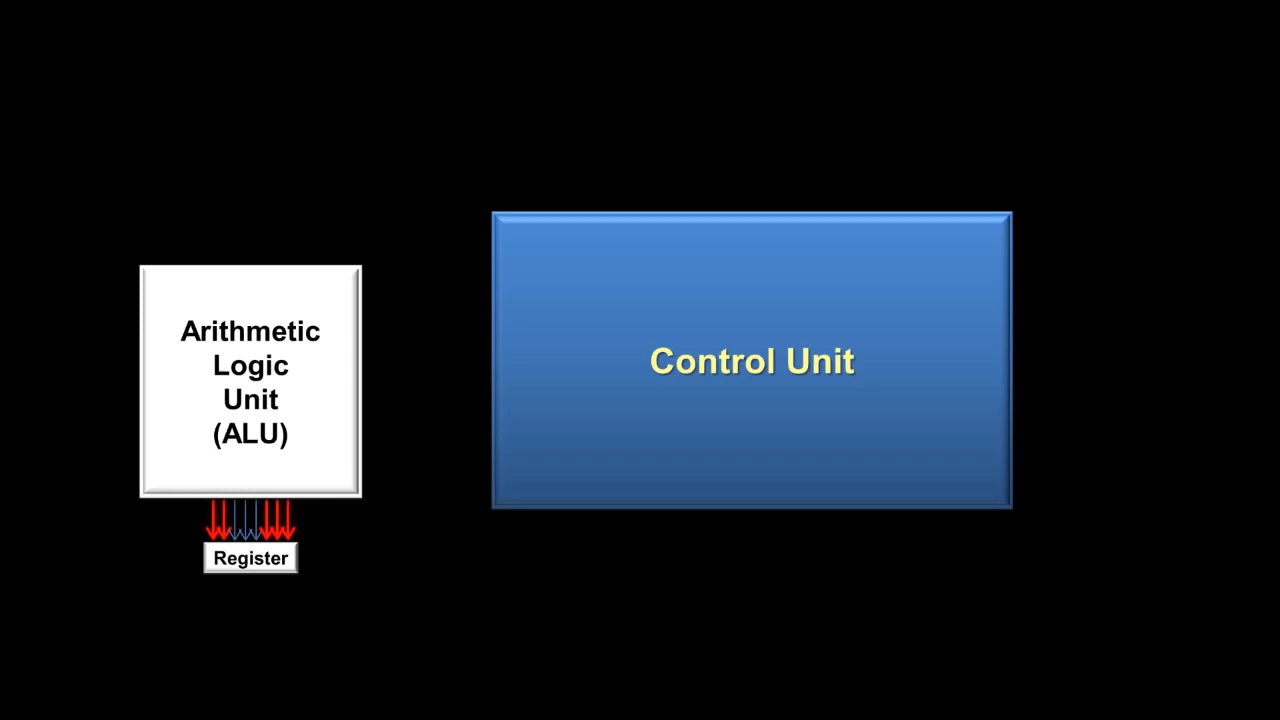 Arithmetic
Logic
Unit
(ALU)
Control Unit
Register